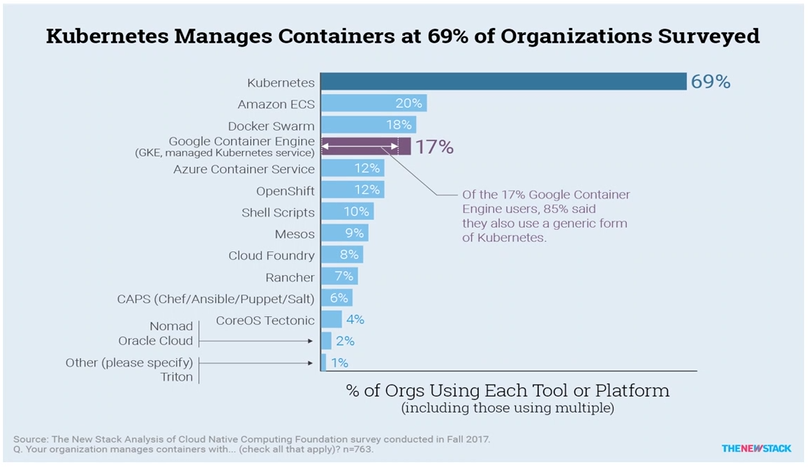 Kubernetes Manages Containers at 69% of Organizations Surveyed
Kubernetes 69%
Amazon ECS 20%
Docker Swarm 18%
Google Container Engine
(GKE, managed Kubernetes service) 17%
Azure Container Service 12%
OpenShift 12%
Shell Scripts 10%
Mesos 9%
Cloud Foundry 8%
Rancher 7%
CAPS (Chef/Ansible/Puppet/Salt) 6%
CoreOS Tectonic 4%
Nomad
Oracle Cloud 2%
Other (please specify) 1%
Triton
Of the 17% Google Container
Engine users, 85% said
they also use a generic form
of Kubernetes.
% of Orgs Using Each Tool or Platform
(including those using multiple)
Source: The New Stack Analysis of Cloud Native Computing Foundation survey conducted in Fall 2017.
Q. Your organization manages containers with... (check all that apply)? n=763.
THENEWSTACK